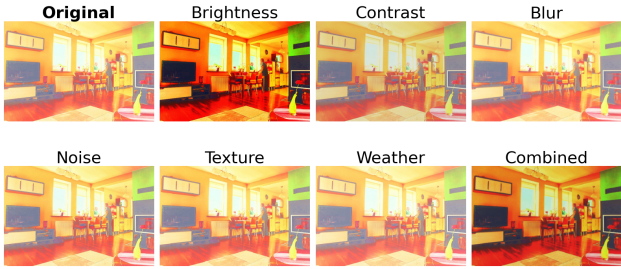 Original
Brightness
Contrast
Blur
Noise
Texture
Weather
Combined